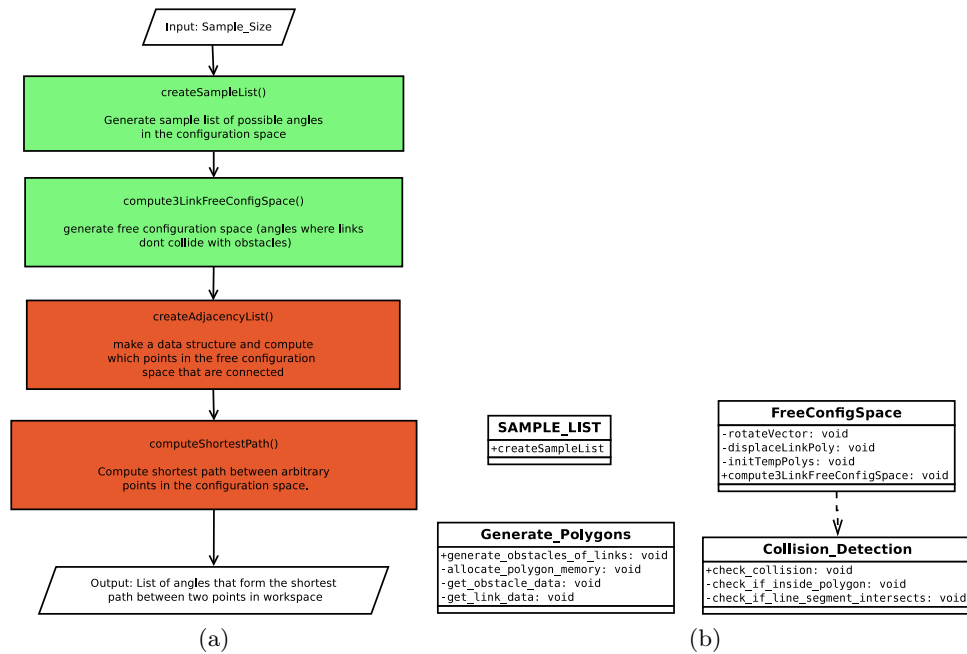 Input: Sample_Size
createSampleList()
Generate sample list of possible angles
in the configuration space
compute3LinkFreeConfigSpace()
generate free configuration space (angles where links
dont collide with obstacles)
createAdjacencyList()
make a data structure and compute
which points in the free configuration
space that are connected
computeShortestPath()
Compute shortest path between arbitrary
points in the configuration space.
Output: List of angles that form the shortest
path between two points in workspace
(a)
SAMPLE_LIST
+createSampleList
FreeConfigSpace
-rotateVector: void
-displaceLinkPoly: void
-initTempPolys: void
+compute3LinkFreeConfigSpace: void
Generate_Polygons
+generate_obstacles_of_links: void
-allocate_polygon_memory: void
-get_obstacle_data: void
-get_link_data: void
Collision_Detection
+check_collision: void
-check_if_inside_polygon: void
-check_if_line_segment_intersects: void
(b)